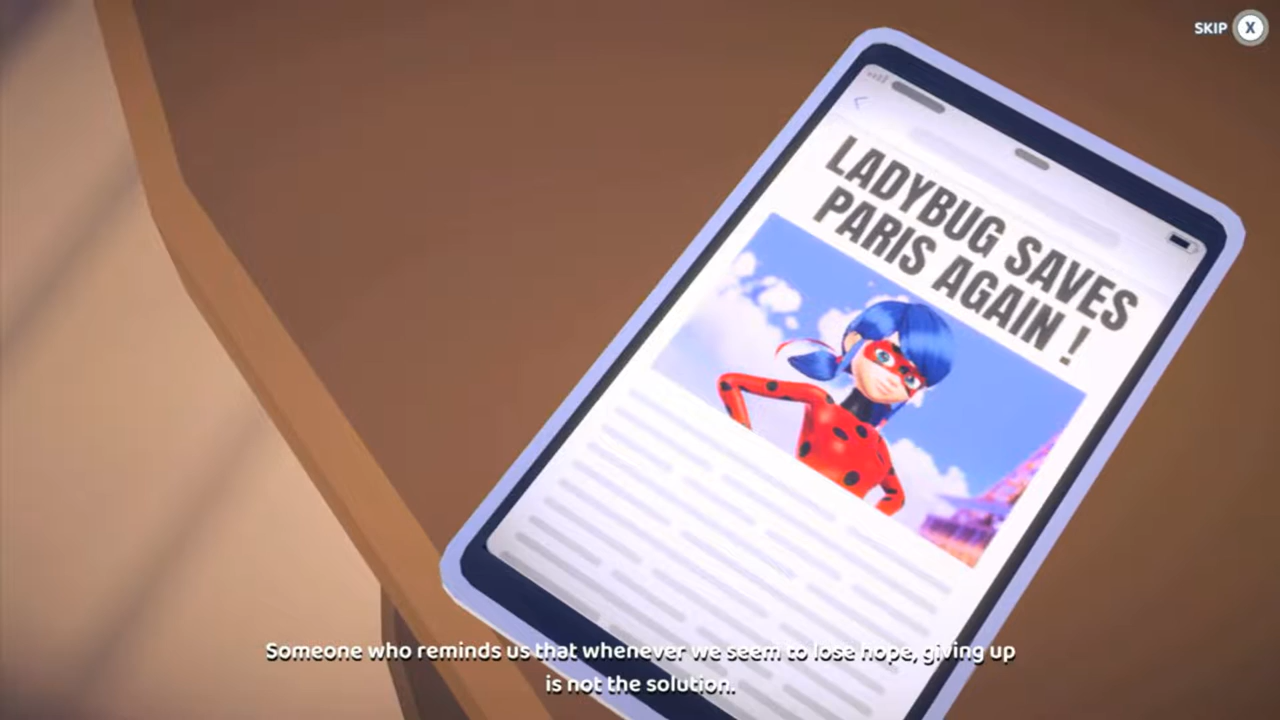 SKIP X
LADYBUG SAVES
PARIS AGAIN !
Someone who reminds us that whenever we seem to lose hope, giving up
is not the solution.